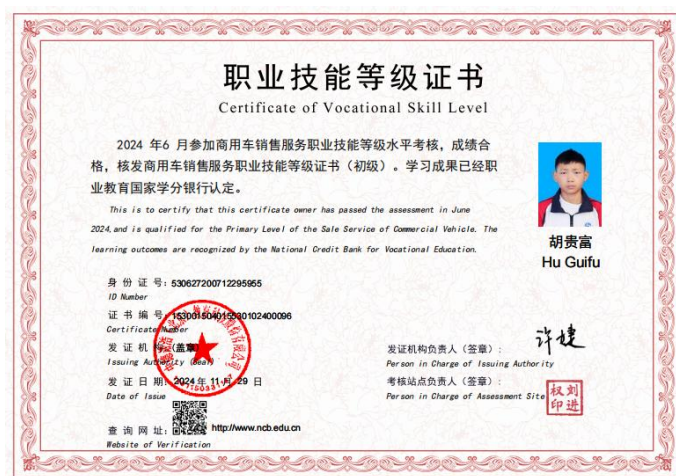 职业技能等级证书
Certificate of Vocational Skill Level
2024 年6 月参加商用车销售服务职业技能等级水平考核，成绩合
格，核发商用车销售服务职业技能等级证书（初级）。学习成果已经职
业教育国家学分银行认定。
This is to certify that this certificate owner has passed the assessment in June
2024,and is qualified for the Primary Level of the Sale Service of Commercial Vehicle. The
learning outcomes are recognized by the National Credit Bank for Vocational Education.
胡贵富
Hu Guifu
身 份 证 号：530627200712295955
ID Number
证 书 编 号：153001504015530102400096
Certificate Number
发 证 机 构（盖章）
Issuing Authority (Seal)
发 证 日 期：2024 年 11 月 29 日
Date of Issue
查 询 网 址： http://www.ncb.edu.cn
Website of Verification
发证机构负责人（签章）：
许捷
Person in Charge of Issuing Authority
考核站点负责人（签章）：
Person in Charge of Assessment Site
刘进
权印